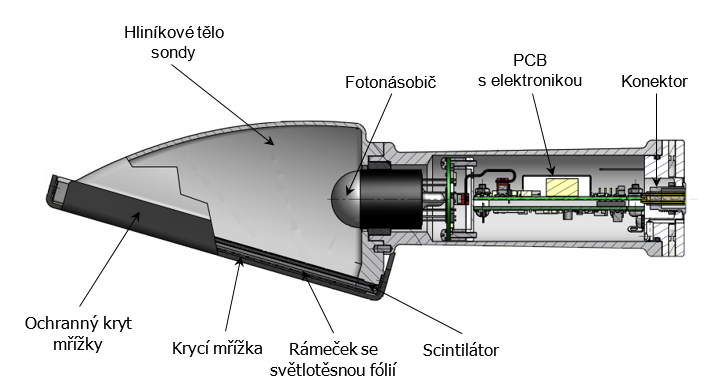 Hliníkové tělo
sondy
Fotonásobič
PCB
s elektronikou
Konektor
Ochranný kryt
mřížky
Krycí mřížka
Rámeček se
světlotěsnou fólií
Scintilátor